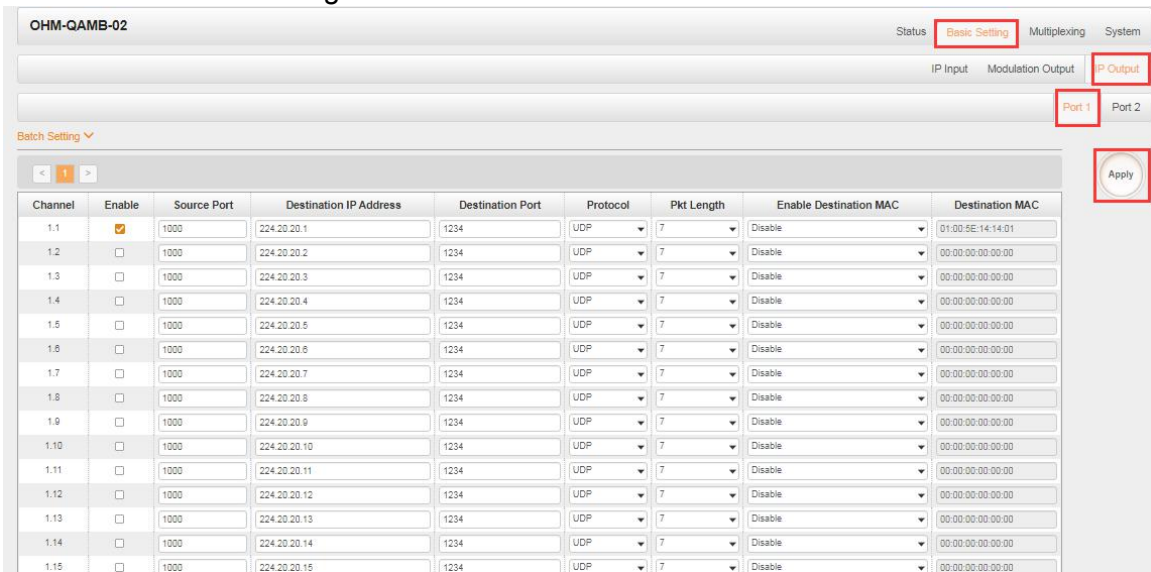 OHM-QAMB-02
Status Basic Setting Multiplexing System
IP Input Modulation Output IP Output
Port 1 Port 2
Batch Setting
< 1 >
Apply
Channel Enable Source Port Destination IP Address Destination Port Protocol Pkt Length Enable Destination MAC Destination MAC
1.1 1000 224.20.20.1 1234 UDP 7 Disable 01:00:5E:14:14:01
1.2 1000 224.20.20.2 1234 UDP 7 Disable 00:00:00:00:00:00
1.3 1000 224.20.20.3 1234 UDP 7 Disable 00:00:00:00:00:00
1.4 1000 224.20.20.4 1234 UDP 7 Disable 00:00:00:00:00:00
1.5 1000 224.20.20.5 1234 UDP 7 Disable 00:00:00:00:00:00
1.6 1000 224.20.20.6 1234 UDP 7 Disable 00:00:00:00:00:00
1.7 1000 224.20.20.7 1234 UDP 7 Disable 00:00:00:00:00:00
1.8 1000 224.20.20.8 1234 UDP 7 Disable 00:00:00:00:00:00
1.9 1000 224.20.20.9 1234 UDP 7 Disable 00:00:00:00:00:00
1.10 1000 224.20.20.10 1234 UDP 7 Disable 00:00:00:00:00:00
1.11 1000 224.20.20.11 1234 UDP 7 Disable 00:00:00:00:00:00
1.12 1000 224.20.20.12 1234 UDP 7 Disable 00:00:00:00:00:00
1.13 1000 224.20.20.13 1234 UDP 7 Disable 00:00:00:00:00:00
1.14 1000 224.20.20.14 1234 UDP 7 Disable 00:00:00:00:00:00
1.15 1000 224.20.20.15 1234 UDP 7 Disable 00:00:00:00:00:00